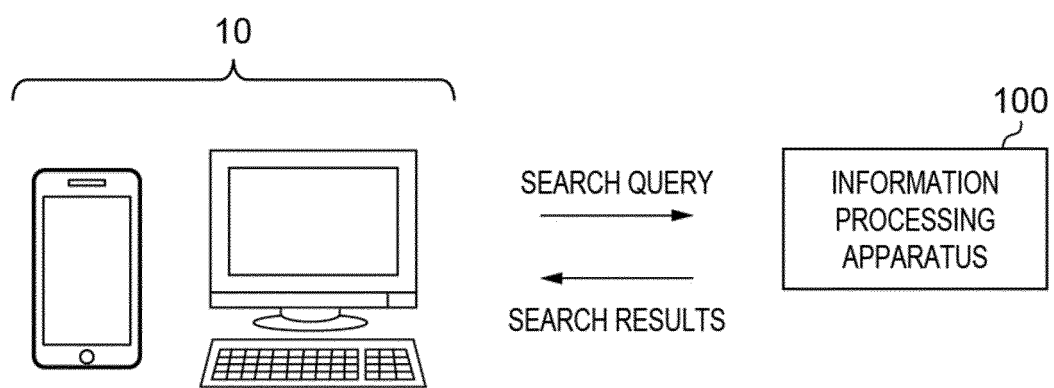 10
100
SEARCH QUERY
SEARCH RESULTS
INFORMATION
PROCESSING
APPARATUS